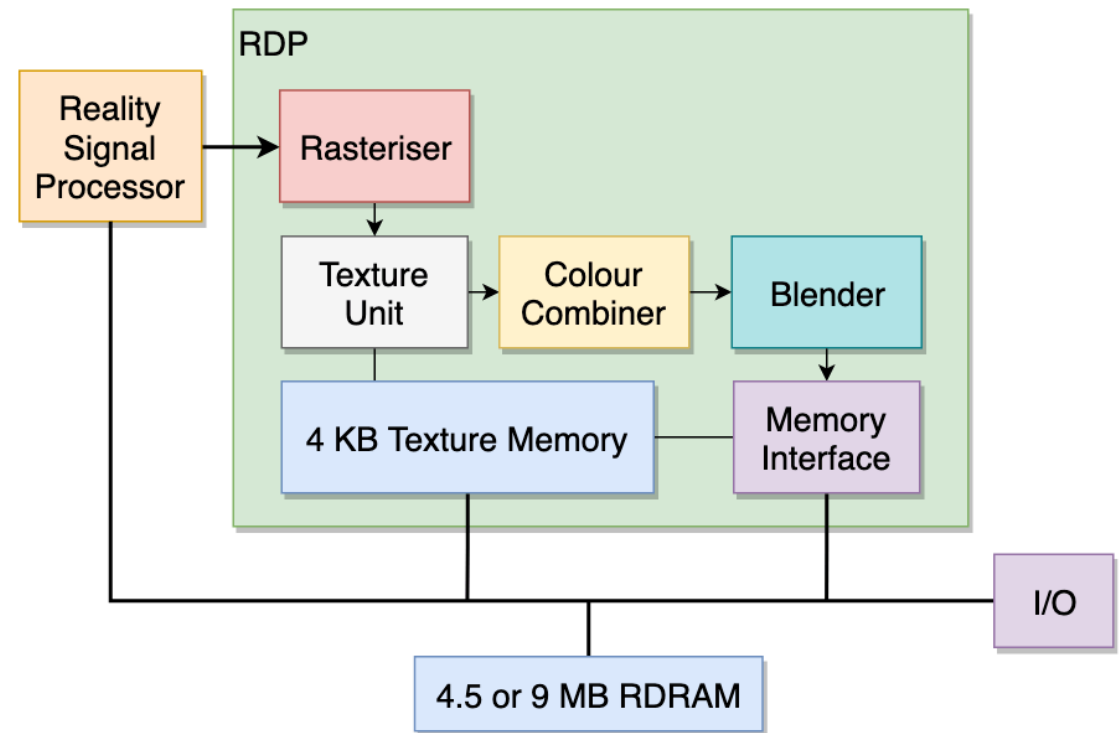 RDP
Reality
Signal
Processor
Rasteriser
Texture
Unit
Colour
Combiner
Blender
4 KB Texture Memory
Memory
Interface
I/O
4.5 or 9 MB RDRAM